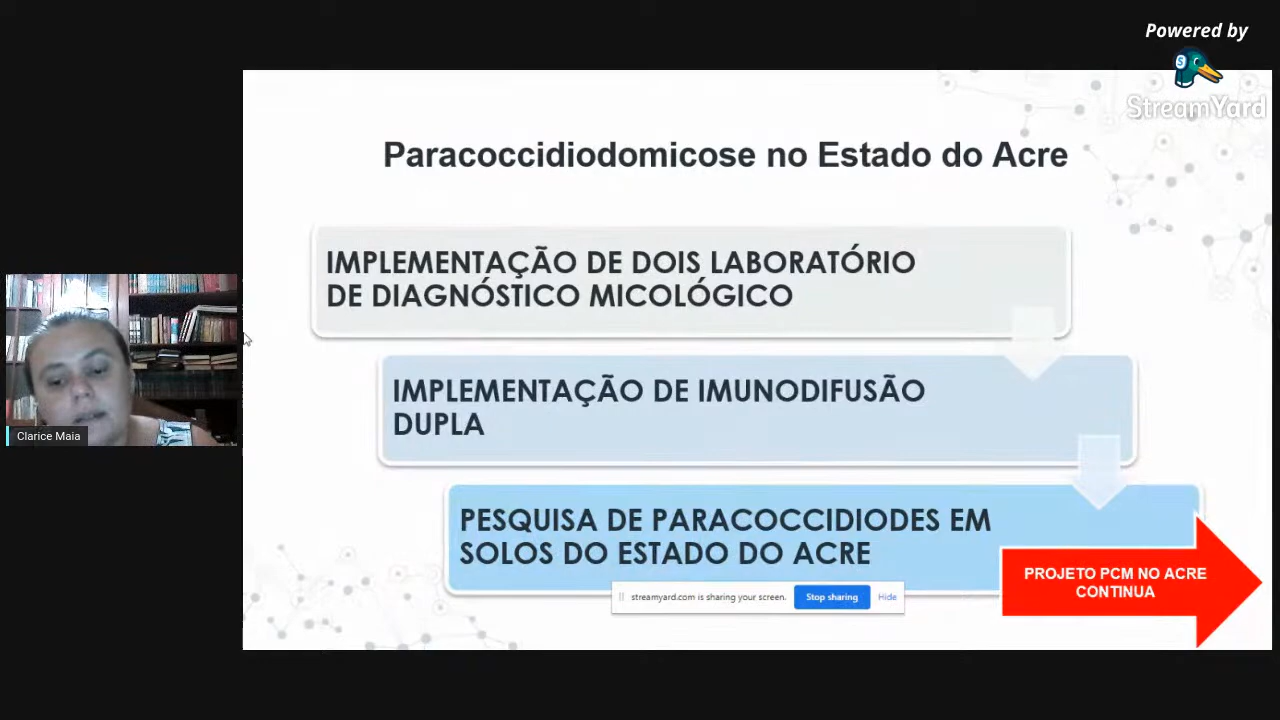 Powered by
StreamYard
Paracoccidiodomicose no Estado do Acre
IMPLEMENTAÇÃO DE DOIS LABORATÓRIO
DE DIAGNÓSTICO MICOLÓGICO
IMPLEMENTAÇÃO DE IMUNODIFUSÃO
DUPLA
PESQUISA DE PARACOCCIDIODES EM
SOLOS DO ESTADO DO ACRE
PROJETO PCM NO ACRE
CONTINUA
streamyard.com is sharing your screen. Stop sharing Hide
Clarice Maia